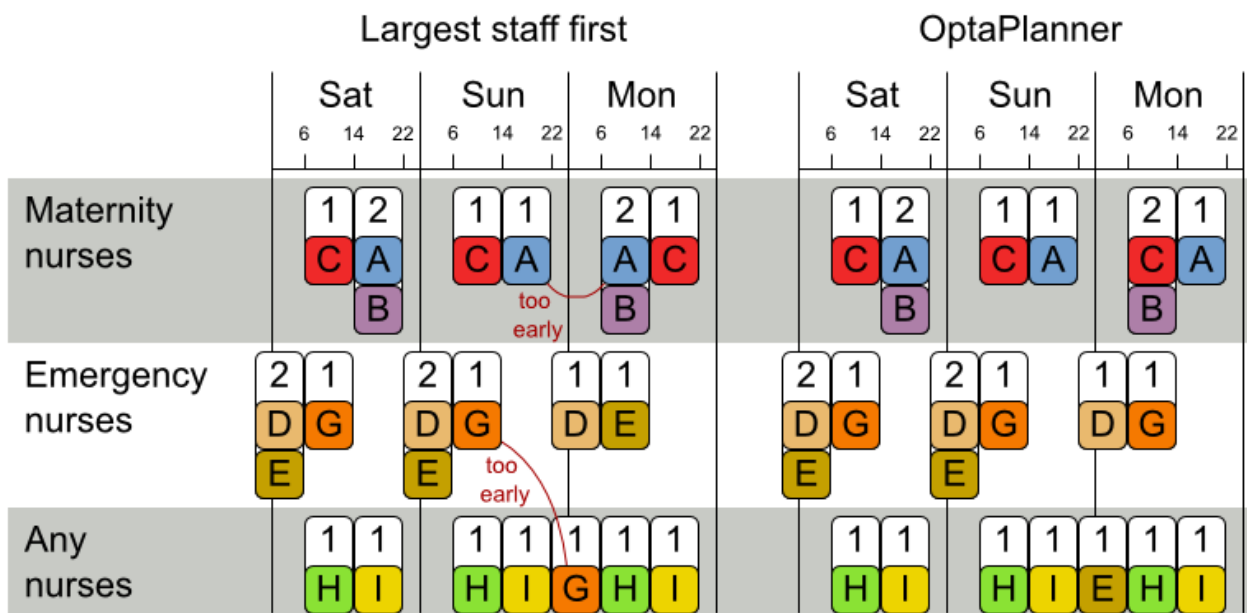 Largest staff first OptaPlanner
Sat Sun Mon Sat Sun Mon
6 14 22 6 14 22 6 14 22 6 14 22 6 14 22 6 14 22
Maternity 1 2 1 1 2 1 1 2 1 1 2 1
nurses C A C A A C C A C A C A
B too early B B B
Emergency 2 1 2 1 1 1 2 1 2 1 1 1
nurses D G D G D E D G D G D G
E E too early E E
Any 1 1 1 1 1 1 1 1 1 1 1 1 1 1
nurses H I H I G H I H I H I E H I